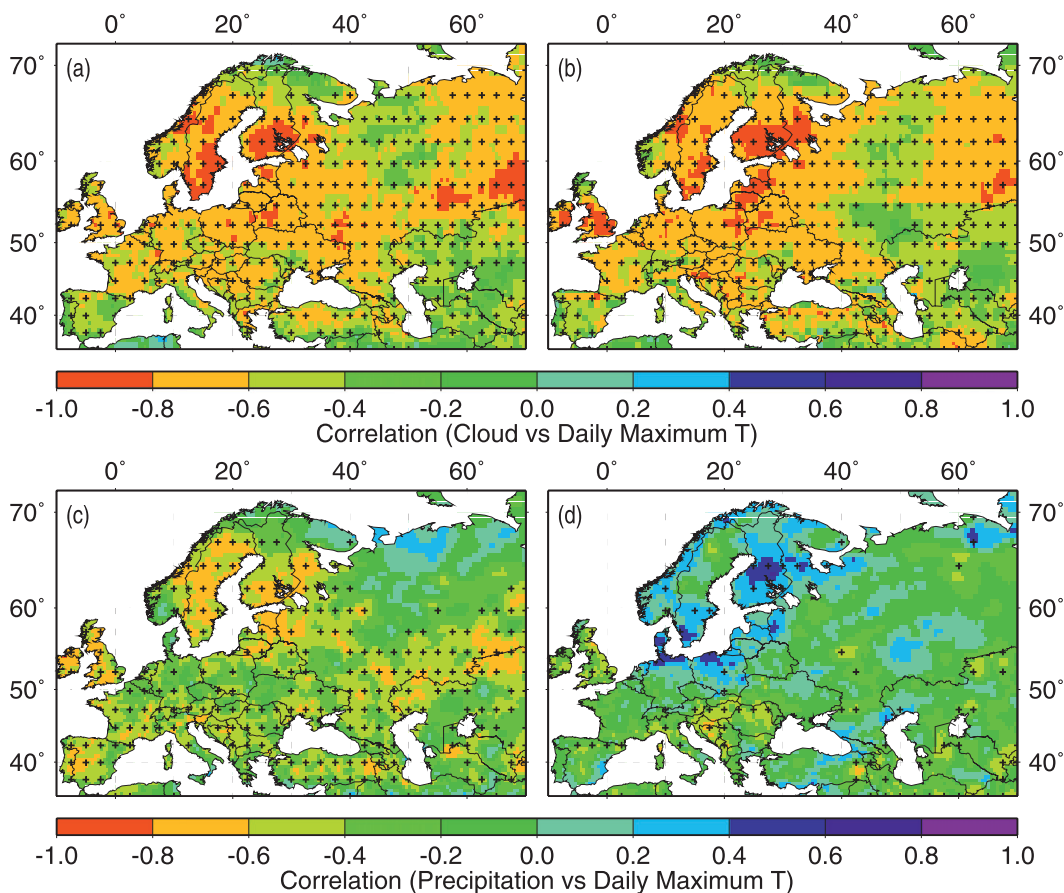 0˚ 20˚ 40˚ 60˚ 0˚ 20˚ 40˚ 60˚
(a) (b)
70˚ 70˚
60˚ 60˚
50˚ 50˚
40˚ 40˚
-1.0 -0.8 -0.6 -0.4 -0.2 0.0 0.2 0.4 0.6 0.8 1.0
Correlation (Cloud vs Daily Maximum T)
0˚ 20˚ 40˚ 60˚ 0˚ 20˚ 40˚ 60˚
(c) (d)
70˚ 70˚
60˚ 60˚
50˚ 50˚
40˚ 40˚
-1.0 -0.8 -0.6 -0.4 -0.2 0.0 0.2 0.4 0.6 0.8 1.0
Correlation (Precipitation vs Daily Maximum T)